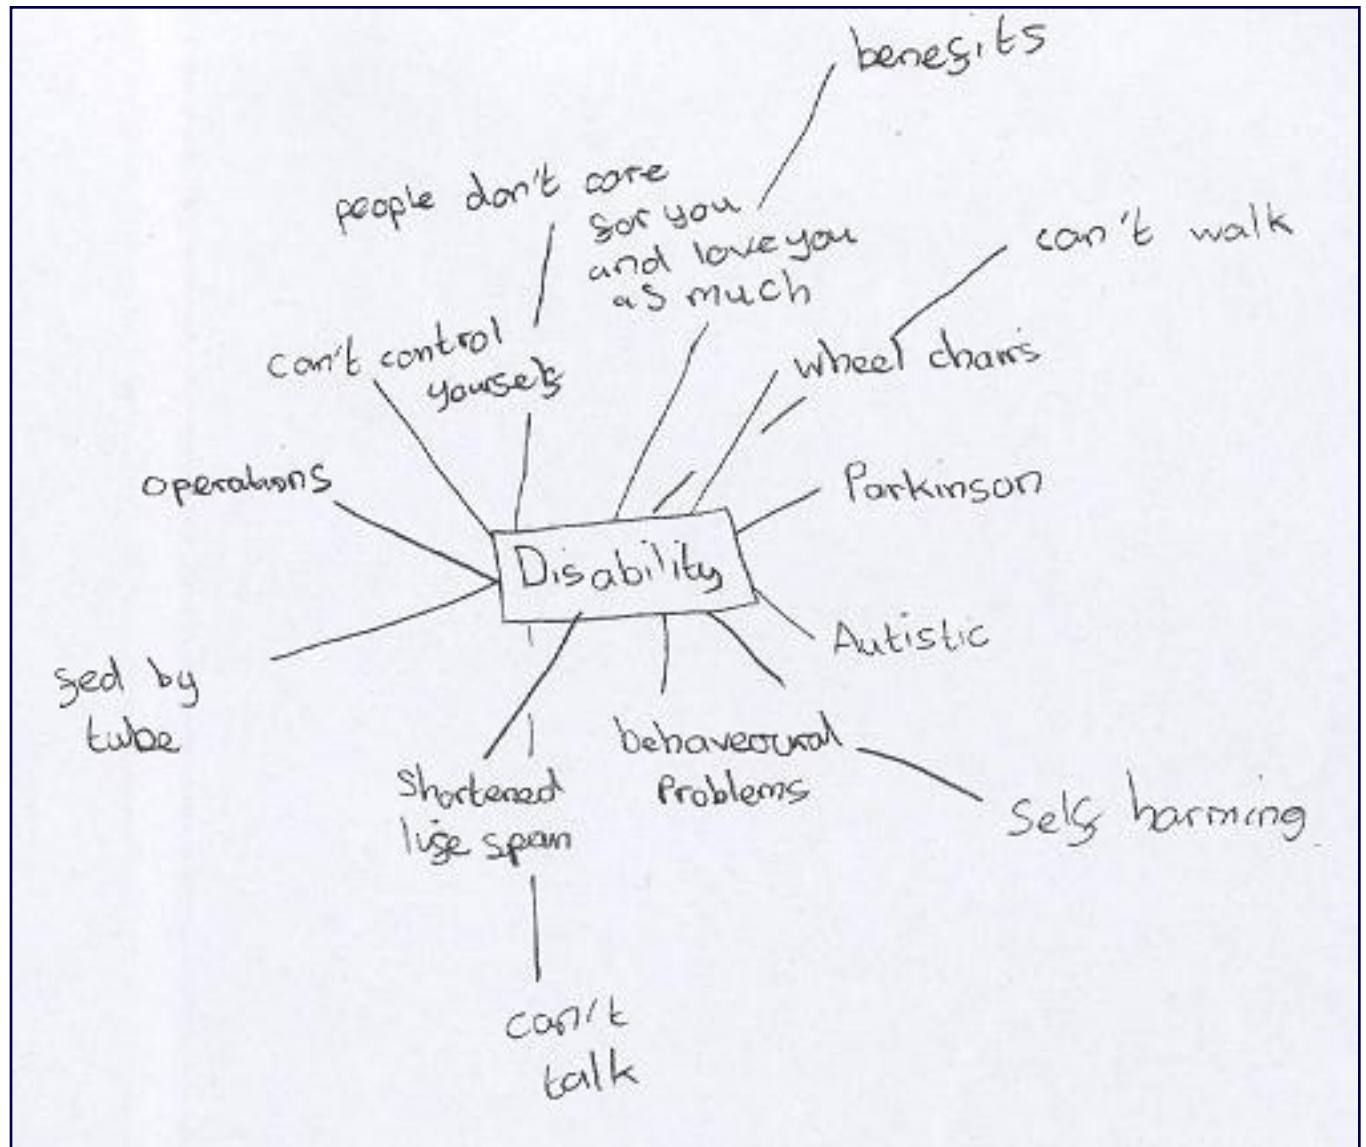 benefits
people don't care
for you
and love you
as much
can't walk
can't control
yourself
wheel chairs
operations
Parkinson
Disability
Autistic
fed by
tube
behaveoural
Problems
Shortened
life span
self harming
can't
talk